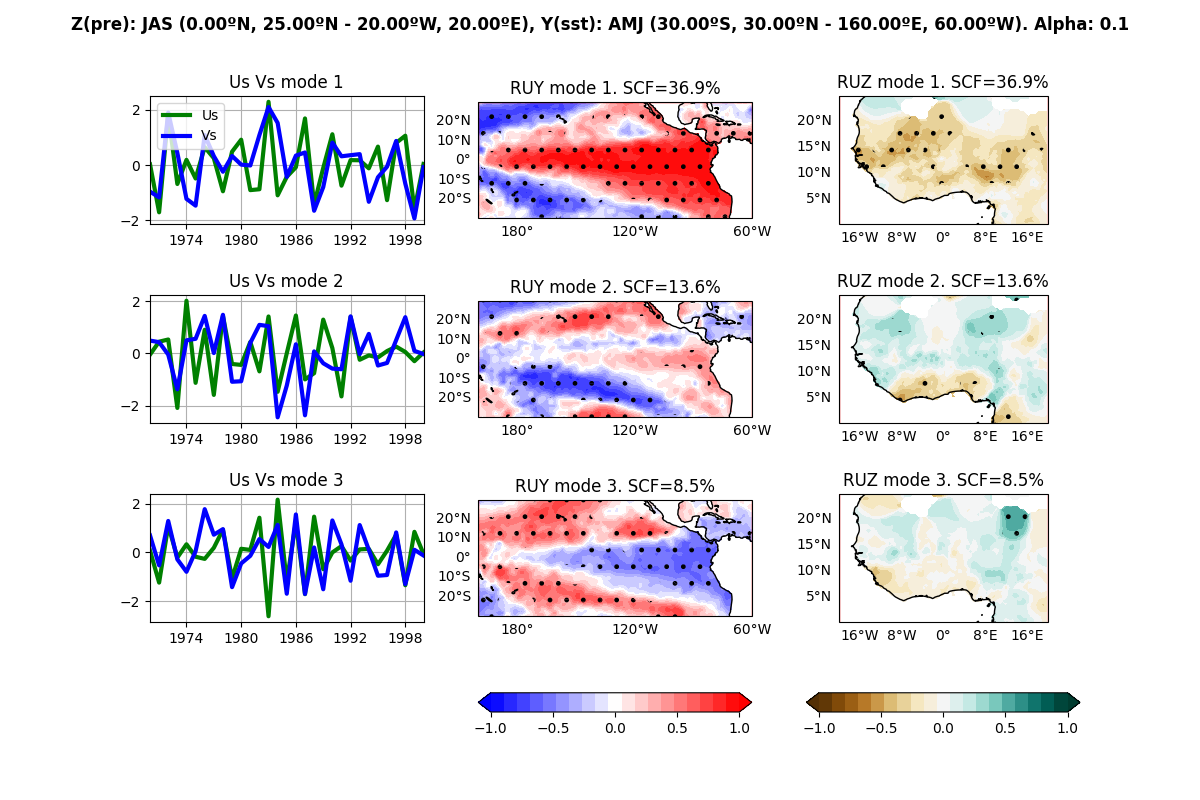 Z(pre): JAS (0.00ºN, 25.00ºN - 20.00ºW, 20.00ºE), Y(sst): AMJ (30.00ºS, 30.00ºN - 160.00ºE, 60.00ºW). Alpha: 0.1
Us Vs mode 1
RUY mode 1. SCF=36.9%
RUZ mode 1. SCF=36.9%
Us
Vs
2
0
−2
1974 1980 1986 1992 1998
20°N
10°N
0°
10°S
20°S
180° 120°W 60°W
20°N
15°N
10°N
5°N
16°W 8°W 0° 8°E 16°E
Us Vs mode 2
RUY mode 2. SCF=13.6%
RUZ mode 2. SCF=13.6%
2
0
−2
1974 1980 1986 1992 1998
20°N
10°N
0°
10°S
20°S
180° 120°W 60°W
20°N
15°N
10°N
5°N
16°W 8°W 0° 8°E 16°E
Us Vs mode 3
RUY mode 3. SCF=8.5%
RUZ mode 3. SCF=8.5%
2
0
−2
1974 1980 1986 1992 1998
20°N
10°N
0°
10°S
20°S
180° 120°W 60°W
20°N
15°N
10°N
5°N
16°W 8°W 0° 8°E 16°E
−1.0 −0.5 0.0 0.5 1.0
−1.0 −0.5 0.0 0.5 1.0